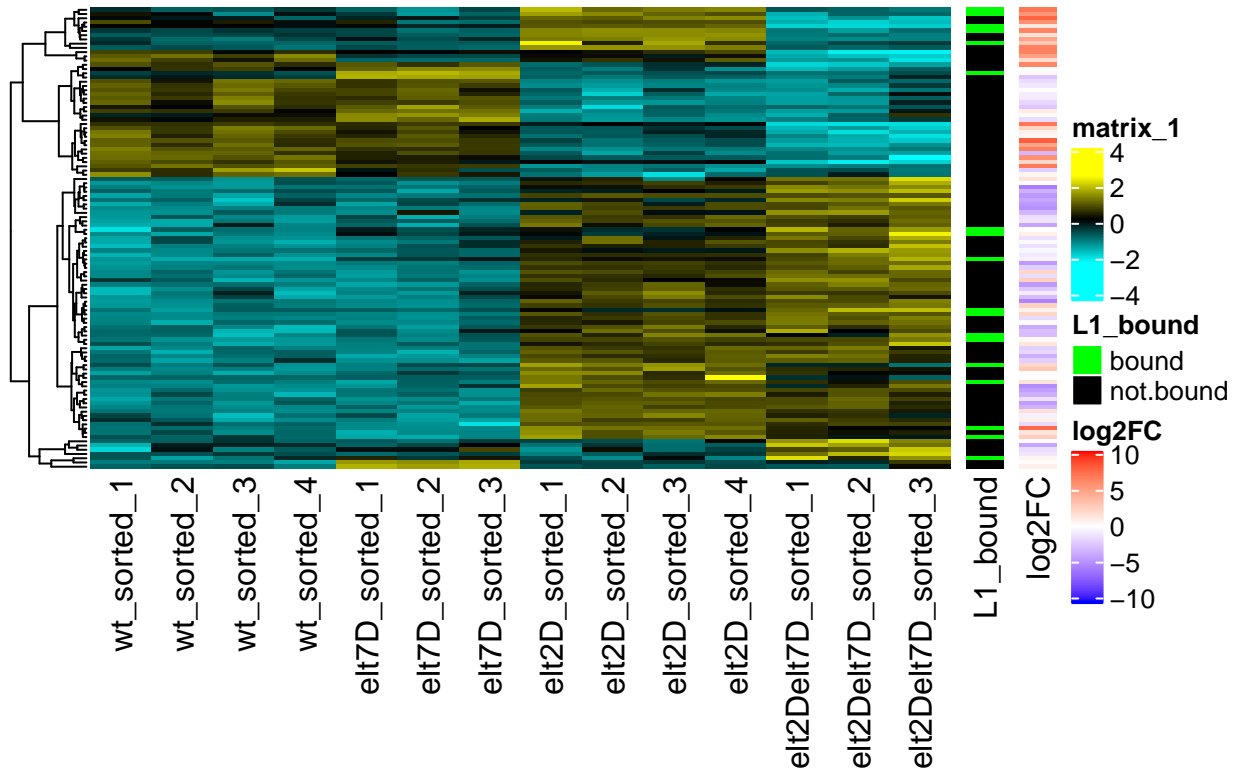 matrix_1
4
2
0
−2
−4
L1_bound
bound
not.bound
log2FC
10
5
0
−5
−10
wt_sorted_1
wt_sorted_2
wt_sorted_3
wt_sorted_4
elt7D_sorted_1
elt7D_sorted_2
elt7D_sorted_3
elt2D_sorted_1
elt2D_sorted_2
elt2D_sorted_3
elt2D_sorted_4
elt2Delt7D_sorted_1
elt2Delt7D_sorted_2
elt2Delt7D_sorted_3
L1_bound
log2FC